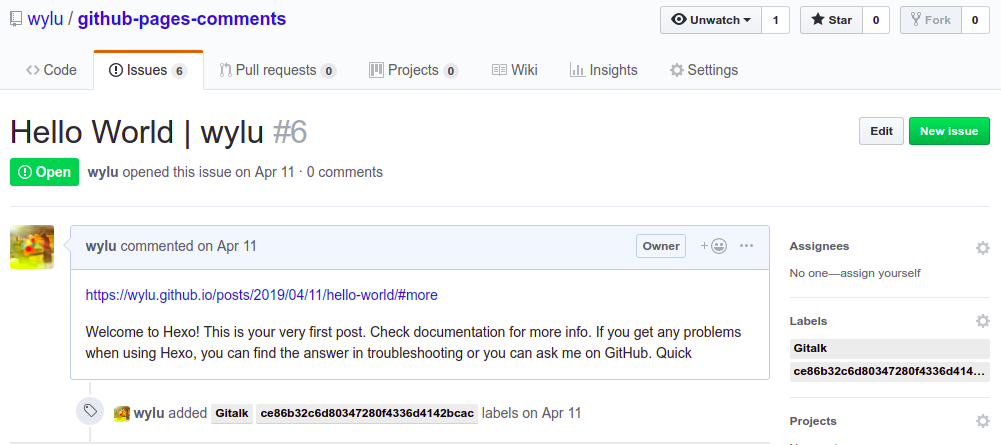 wylu / github-pages-comments
Unwatch 1 Star 0 Fork 0
Code Issues 6 Pull requests 0 Projects 0 Wiki Insights Settings
Hello World | wylu #6
Edit New issue
Open wylu opened this issue on Apr 11 · 0 comments
wylu commented on Apr 11 Owner +
https://wylu.github.io/posts/2019/04/11/hello-world/#more
Welcome to Hexo! This is your very first post. Check documentation for more info. If you get any problems
when using Hexo, you can find the answer in troubleshooting or you can ask me on GitHub. Quick
wylu added Gitalk ce86b32c6d80347280f4336d4142bcac labels on Apr 11
Assignees
No one—assign yourself
Labels
Gitalk
ce86b32c6d80347280f4336d414...
Projects